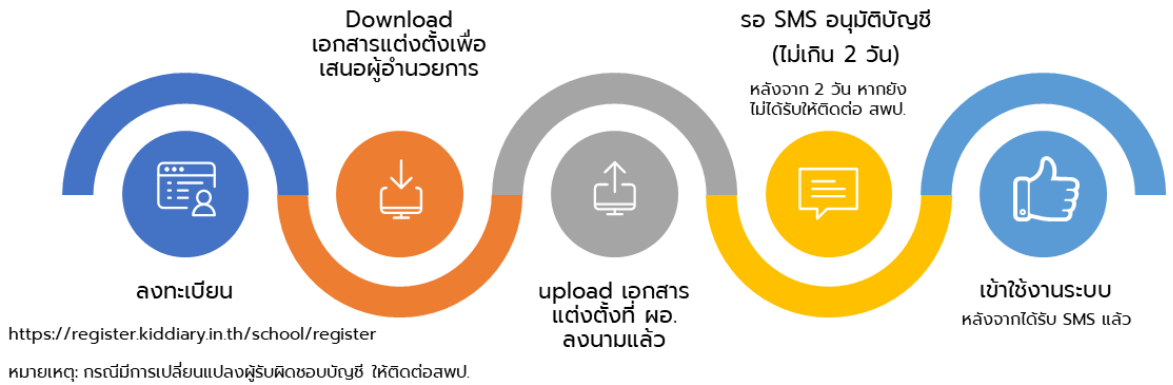 Download
เอกสารแต่งตั้งเพื่อ
เสนอผู้อำนวยการ
รอ SMS อนุมัติบัญชี
(ไม่เกิน 2 วัน)
หลังจาก 2 วัน หากยัง
ไม่ได้รับให้ติดต่อ สพป.
ลงทะเบียน
upload เอกสาร
แต่งตั้งที่ ผอ.
ลงนามแล้ว
เข้าใช้งานระบบ
หลังจากได้รับ SMS แล้ว
https://register.kiddiary.in.th/school/register
หมายเหตุ: กรณีมีการเปลี่ยนแปลงผู้รับผิดชอบบัญชี ให้ติดต่อสพป.